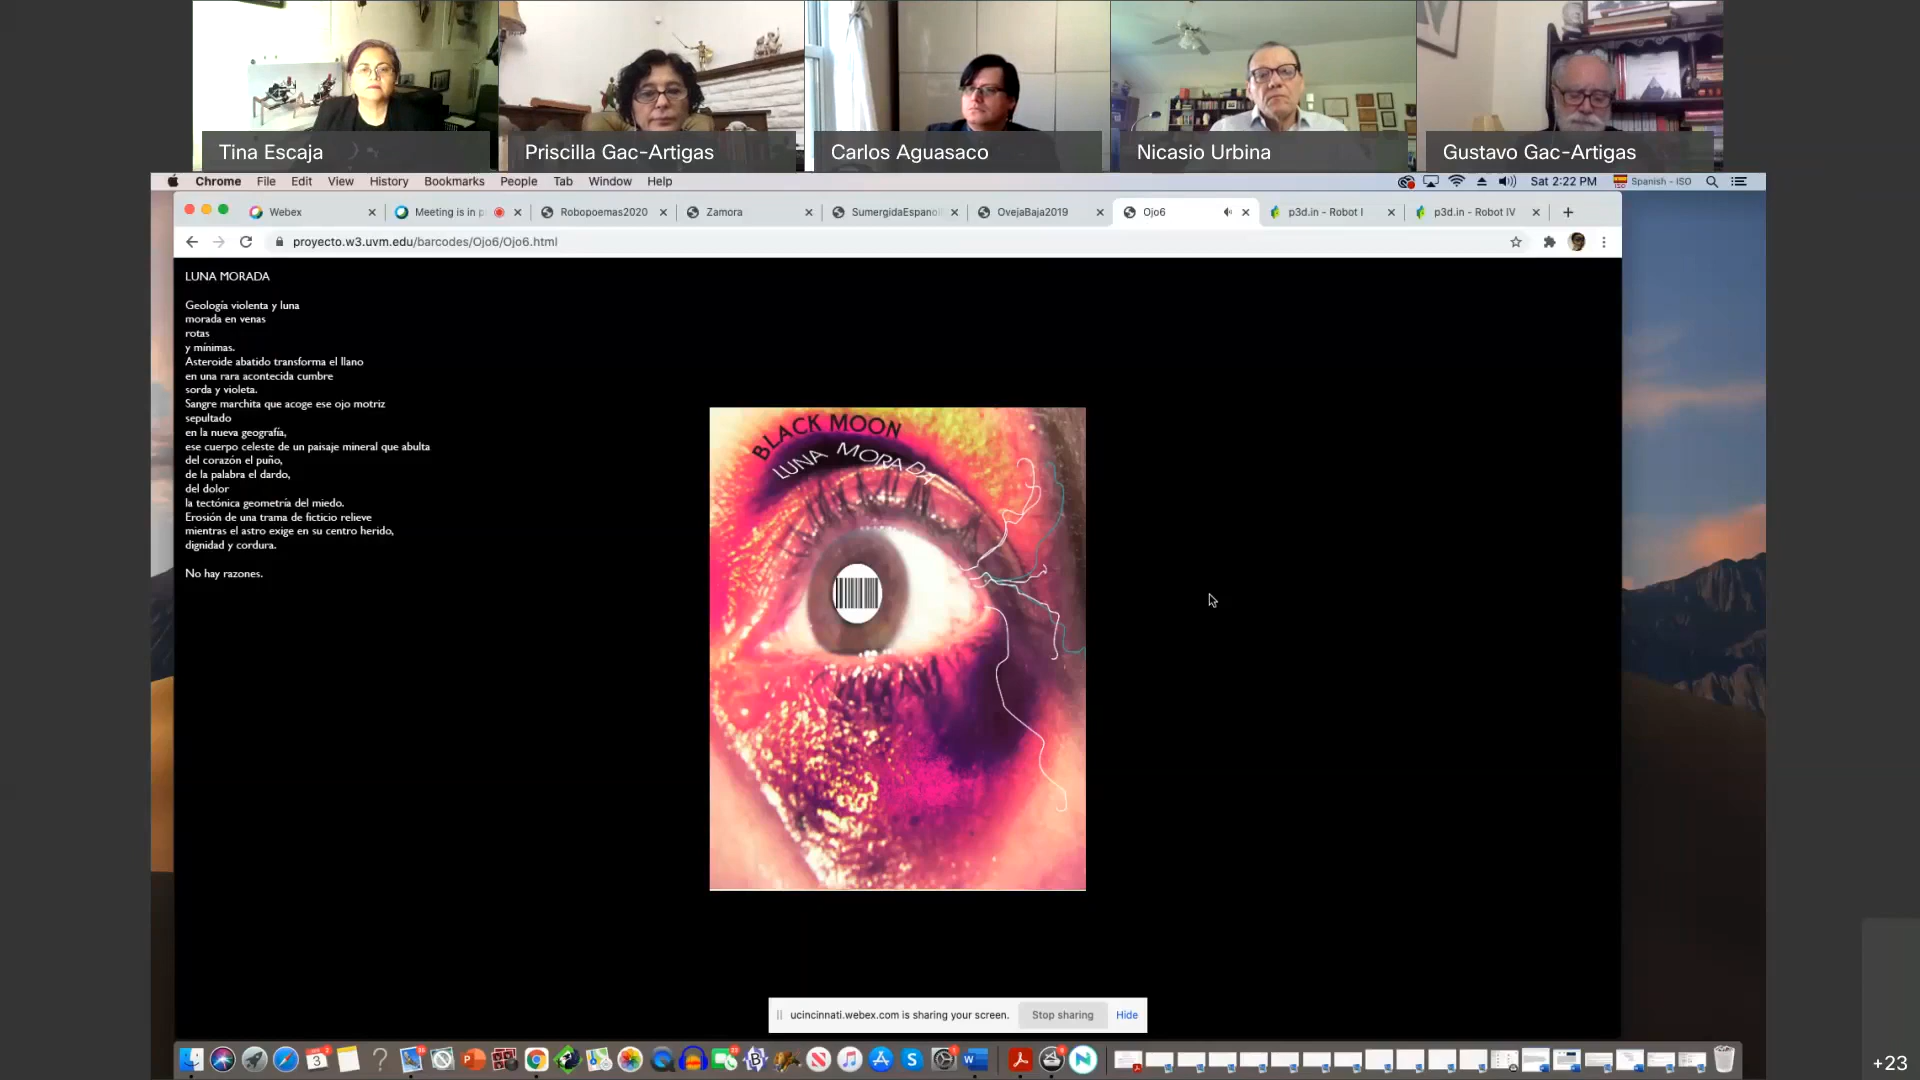 Tina Escaja
Priscilla Gac-Artigas
Carlos Aguasaco
Nicasio Urbina
Gustavo Gac-Artigas
Chrome File Edit View History Bookmarks People Tab Window Help
Sat 2:22 PM Spanish - ISO
Webex
Meeting is in p
Robopoemas2020
Zamora
SumergidaEspanol
OvejaBaja2019
Ojo6
p3d.in - Robot I
p3d.in - Robot IV
proyecto.w3.uvm.edu/barcodes/Ojo6/Ojo6.html
LUNA MORADA
Geología violenta y luna
morada en venas
rotas
y mínimas.
Asteroide abatido transforma el llano
en una rara acontecida cumbre
sorda y violeta.
Sangre marchita que acoge ese ojo motriz
sepultado
en la nueva geografía,
ese cuerpo celeste de un paisaje mineral que abulta
del corazón el puño,
de la palabra el dardo,
del dolor
la tectónica geometría del miedo.
Erosión de una trama de ficticio relieve
mientras el astro exige en su centro herido,
dignidad y cordura.
No hay razones.
BLACK MOON
LUNA MORADA
ucincinnati.webex.com is sharing your screen.
Stop sharing
Hide
+23